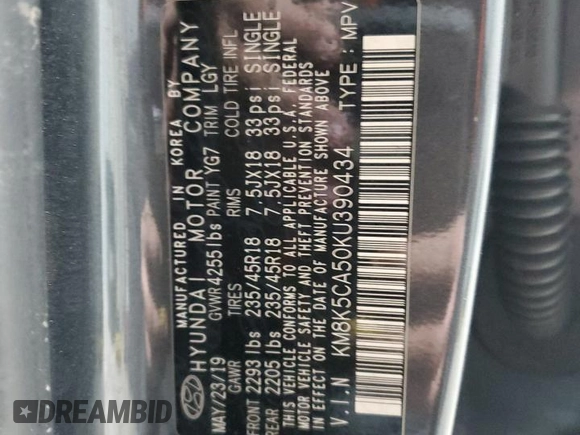 MANUFACTURED IN KOREA BY
HYUNDAI MOTOR COMPANY
MAY/23/19 GVWR 4255lbs PAINT YG7 TRIM LGY
GAWR TIRES RIMS COLD TIRE INFL
FRONT 2293 lbs 235/45R18 7.5JX18 33psi SINGLE
REAR 2205 lbs 235/45R18 7.5JX18 33psi SINGLE
THIS VEHICLE CONFORMS TO ALL APPLICABLE U.S.A. FEDERAL
MOTOR VEHICLE SAFETY AND THEFT PREVENTION STANDARDS
IN EFFECT ON THE DATE OF MANUFACTURE SHOWN ABOVE
V.I.N KM8K5CA50KU390434 TYPE : MPV
DREAMBID